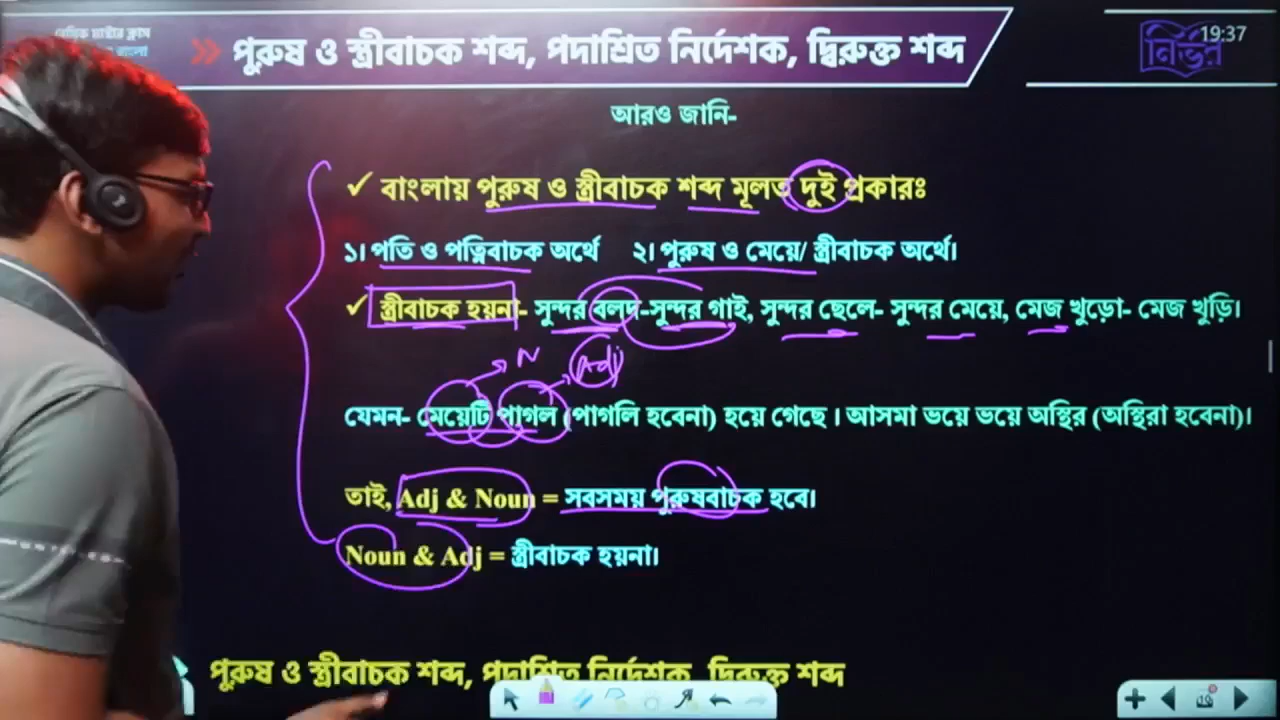 বেসিক মাস্টার ক্লাস
বাংলা
পুরুষ ও স্ত্রীবাচক শব্দ, পদাশ্রিত নির্দেশক, দ্বিরুক্ত শব্দ
নির্ভর
19:37
আরও জানি-
✓ বাংলায় পুরুষ ও স্ত্রীবাচক শব্দ মূলত দুই প্রকারঃ
১। পতি ও পত্নিবাচক অর্থে ২। পুরুষ ও মেয়ে/ স্ত্রীবাচক অর্থে।
✓ স্ত্রীবাচক হয়না- সুন্দর বলদ-সুন্দর গাই, সুন্দর ছেলে- সুন্দর মেয়ে, মেজ খুড়ো- মেজ খুড়ি।
N Adj
যেমন- মেয়েটি পাগল (পাগলি হবেনা) হয়ে গেছে। আসমা ভয়ে ভয়ে অস্থির (অস্থিরা হবেনা)।
তাই, Adj & Noun = সবসময় পুরুষবাচক হবে।
Noun & Adj = স্ত্রীবাচক হয়না।
পুরুষ ও স্ত্রীবাচক শব্দ, পদাশ্রিত নির্দেশক, দ্বিরুক্ত শব্দ